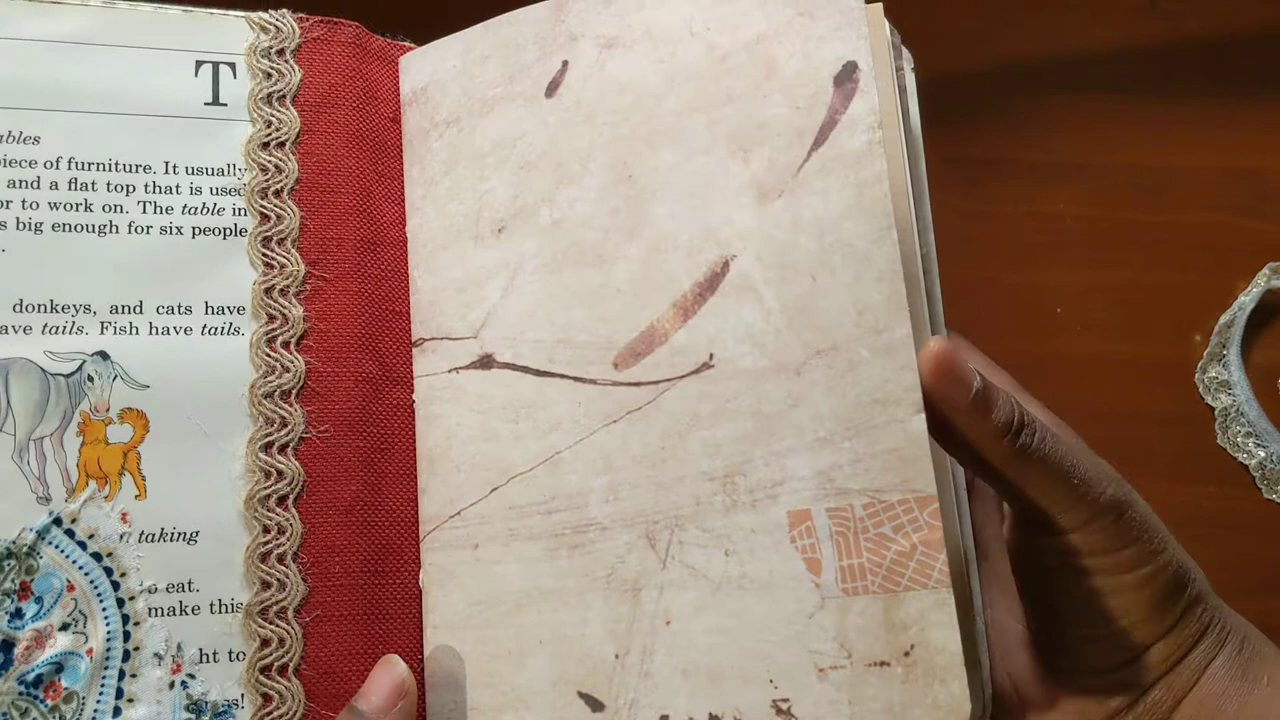 T
ables
piece of furniture. It usually
and a flat top that is used
or to work on. The table in
s big enough for six people
.
donkeys, and cats have
ave tails. Fish have tails.
taking
to eat.
make this
ht to